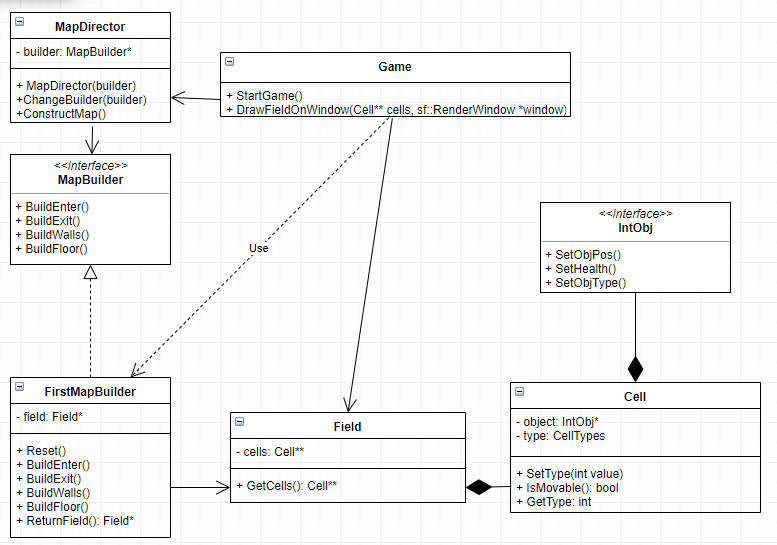 MapDirector
- builder: MapBuilder*
+ MapDirector(builder)
+ChangeBuilder(builder)
+ConstructMap()
Game
+ StartGame()
+ DrawFieldOnWindow(Cell** cells, sf::RenderWindow *window)
<<Interface>>
MapBuilder
+ BuildEnter()
+ BuildExit()
+ BuildWalls()
+ BuildFloor()
Use
<<Interface>>
IntObj
+ SetObjPos()
+ SetHealth()
+ SetObjType()
FirstMapBuilder
- field: Field*
+ Reset()
+ BuildEnter()
+ BuildExit()
+ BuildWalls()
+ BuildFloor()
+ ReturnField(): Field*
Field
- cells: Cell**
+ GetCells(): Cell**
Cell
- object: IntObj*
- type: CellTypes
+ SetType(int value)
+ IsMovable(): bool
+ GetType: int